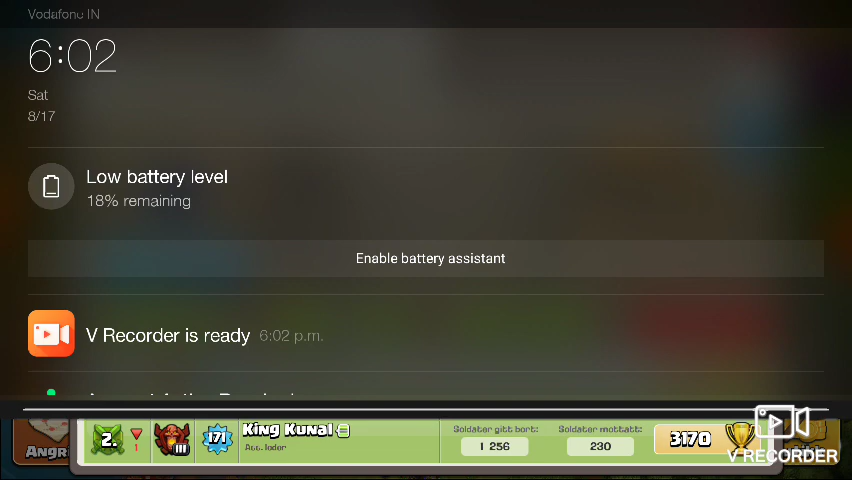 Vodafone IN
6:02
Sat
8/17
Low battery level
18% remaining
Enable battery assistant
V Recorder is ready 6:02 p.m.
2.
1
III
171
King Kunal
Att. leder
Soldater gitt bort:
1 256
Soldater mottatt:
230
3170
V RECORDER